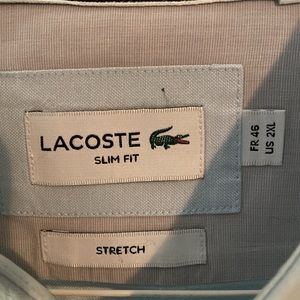 LACOSTE
SLIM FIT
FR 46
US 2XL
STRETCH